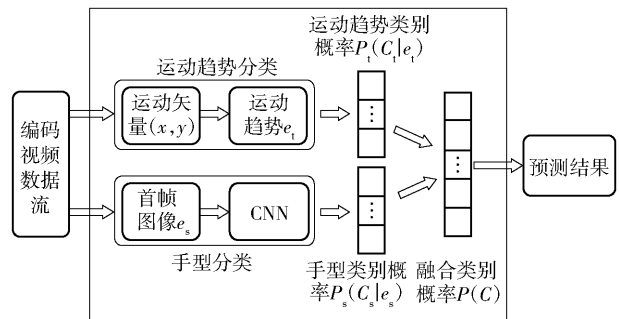 编码
视频
数据
流
运动趋势分类
运动矢
量(x,y)
运动
趋势e_t
首帧
图像e_s
CNN
手型分类
运动趋势类别
概率P_t(C_t|e_t)
手型类别概
率P_s(C_s|e_s)
融合类别
概率P(C)
预测结果